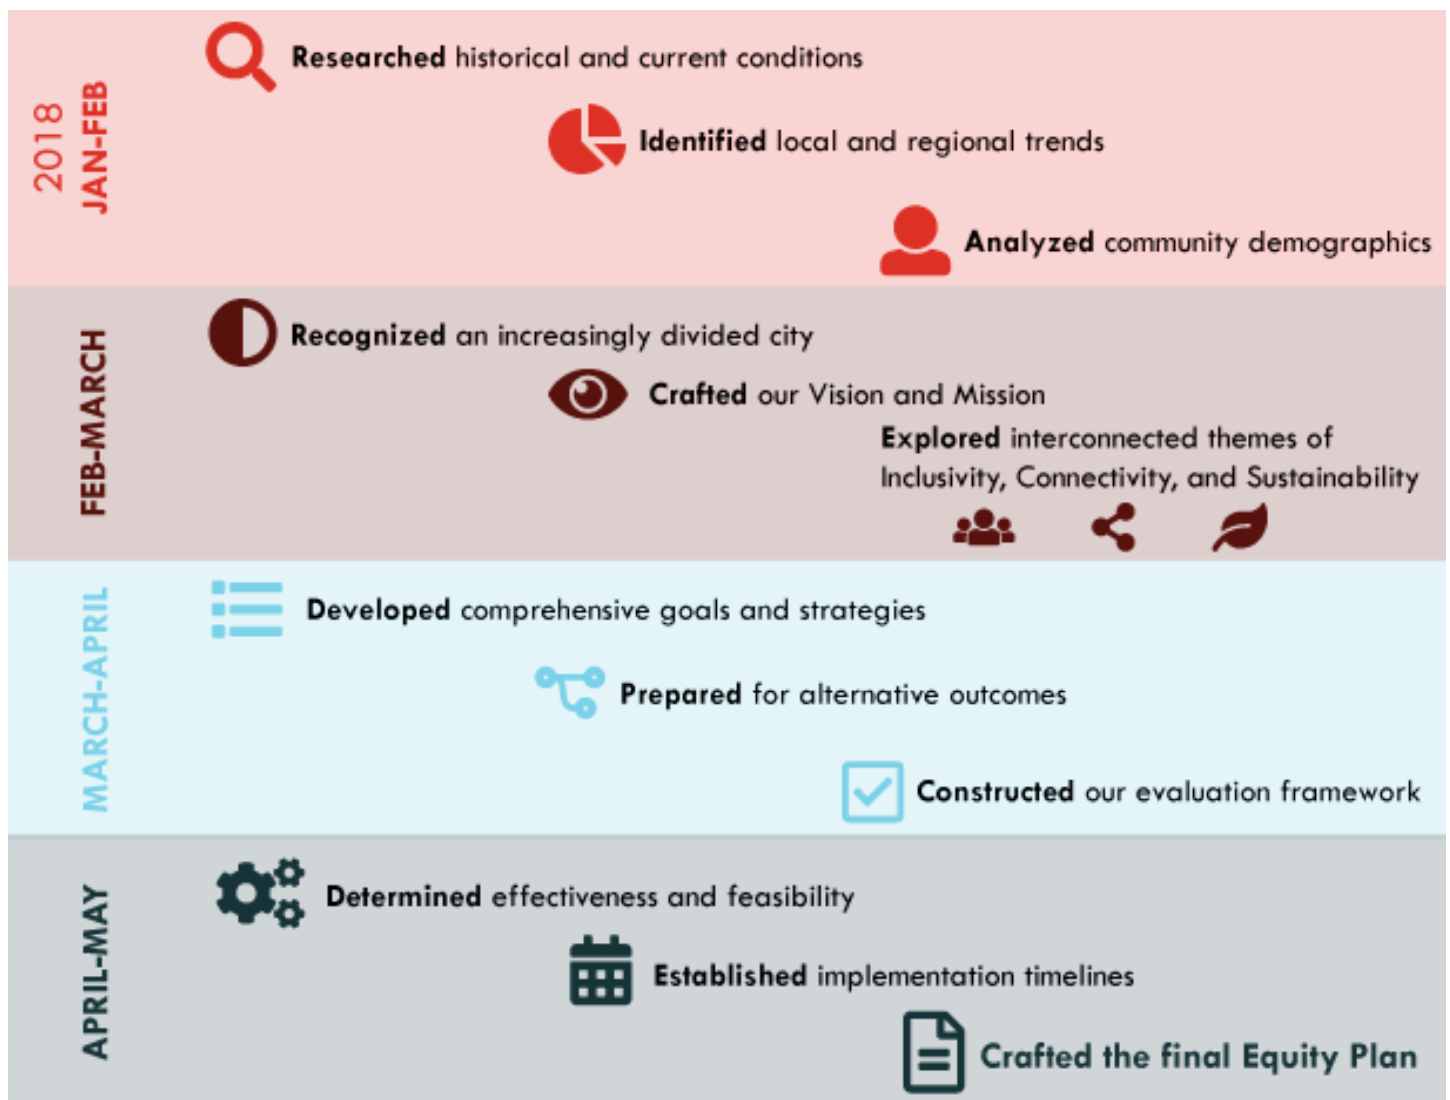 2018
JAN-FEB
Researched historical and current conditions
Identified local and regional trends
Analyzed community demographics
FEB-MARCH
Recognized an increasingly divided city
Crafted our Vision and Mission
Explored interconnected themes of
Inclusivity, Connectivity, and Sustainability
MARCH-APRIL
Developed comprehensive goals and strategies
Prepared for alternative outcomes
Constructed our evaluation framework
APRIL-MAY
Determined effectiveness and feasibility
Established implementation timelines
Crafted the final Equity Plan